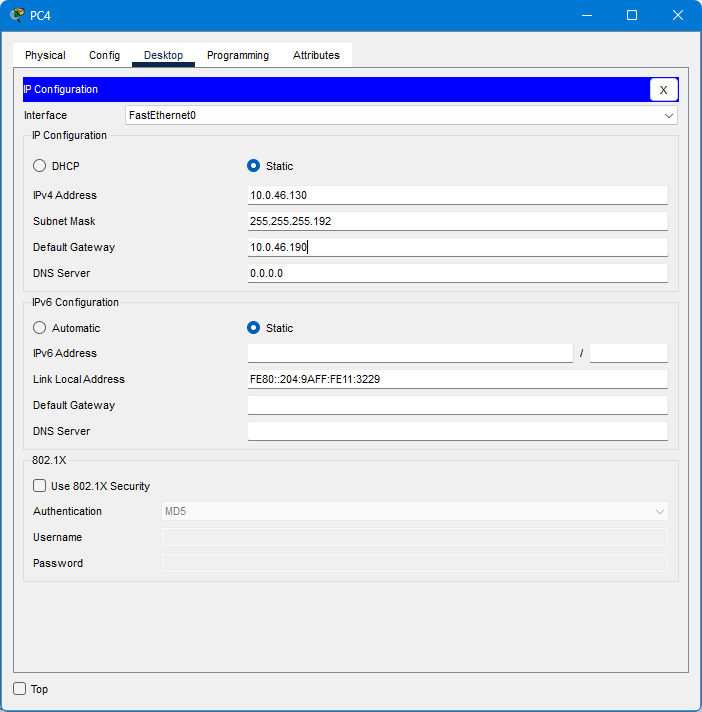 PC4
Physical Config Desktop Programming Attributes
IP Configuration X
Interface FastEthernet0
IP Configuration
DHCP Static
IPv4 Address 10.0.46.130
Subnet Mask 255.255.255.192
Default Gateway 10.0.46.190
DNS Server 0.0.0.0
IPv6 Configuration
Automatic Static
IPv6 Address /
Link Local Address FE80::204:9AFF:FE11:3229
Default Gateway
DNS Server
802.1X
Use 802.1X Security
Authentication MD5
Username
Password
Top